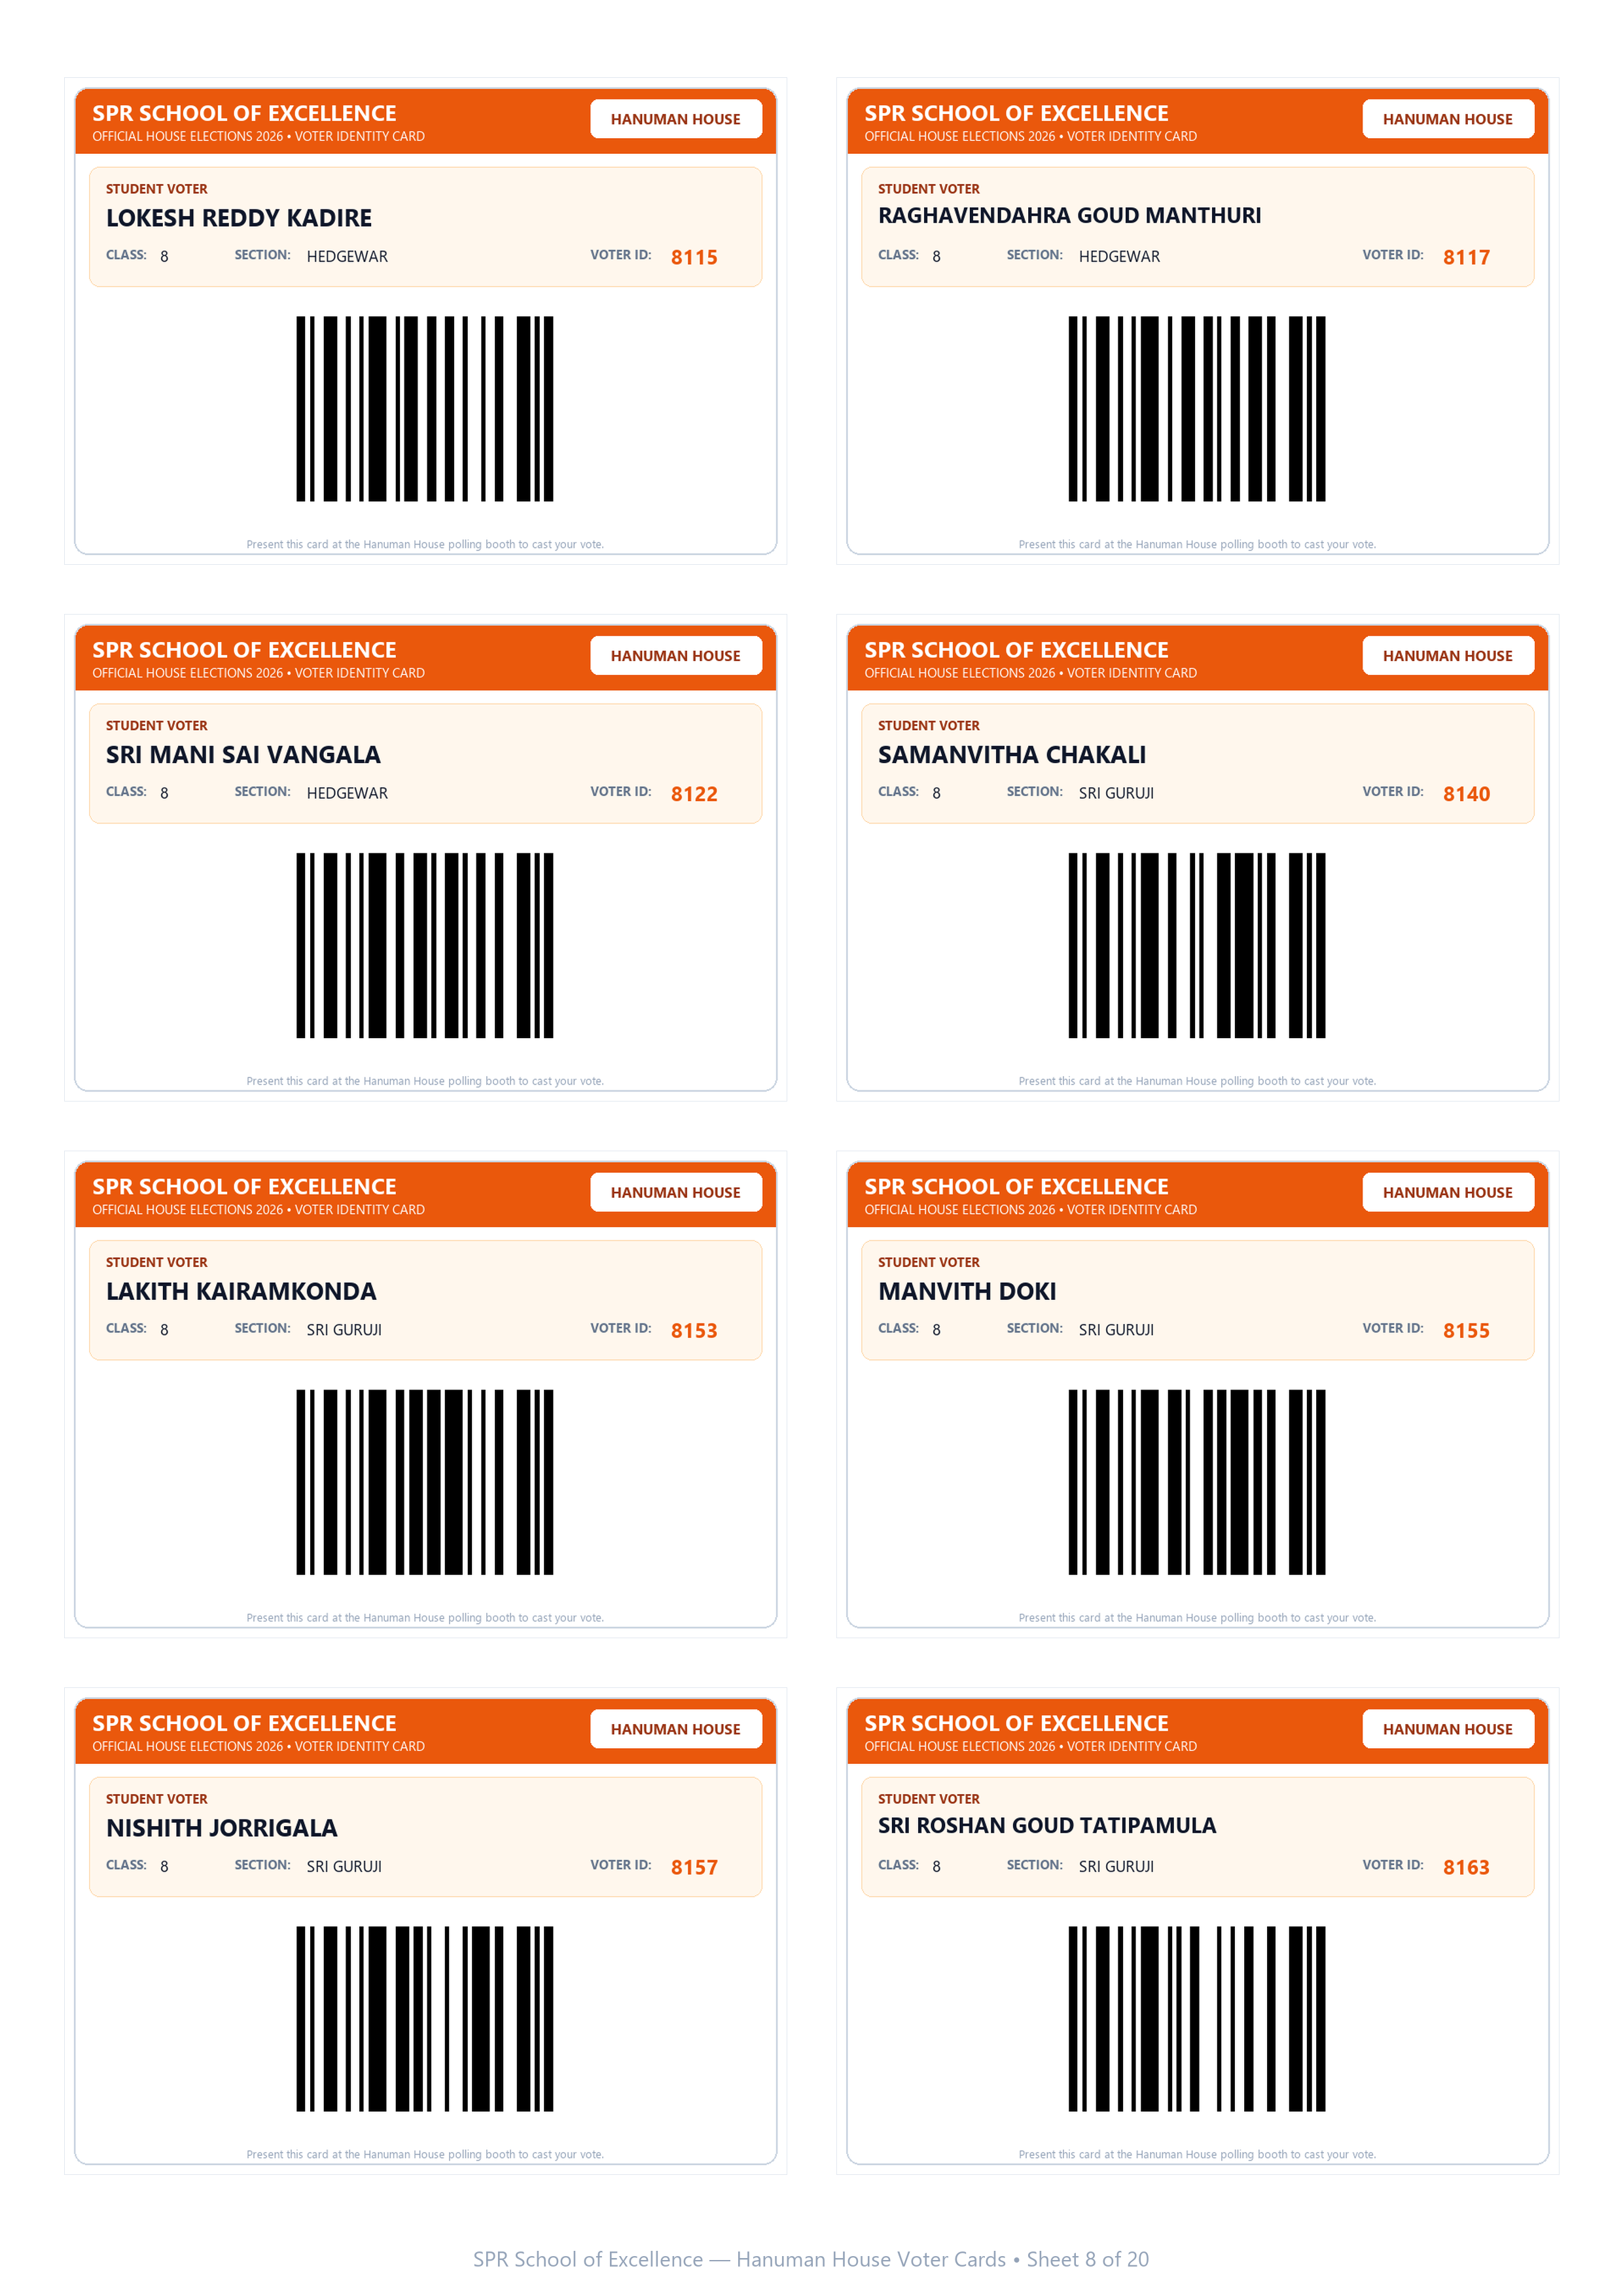 SPR SCHOOL OF EXCELLENCE
OFFICIAL HOUSE ELECTIONS 2026 • VOTER IDENTITY CARD
HANUMAN HOUSE
STUDENT VOTER
LOKESH REDDY KADIRE
CLASS: 8 SECTION: HEDGEWAR VOTER ID: 8115
Present this card at the Hanuman House polling booth to cast your vote.
SPR SCHOOL OF EXCELLENCE
OFFICIAL HOUSE ELECTIONS 2026 • VOTER IDENTITY CARD
HANUMAN HOUSE
STUDENT VOTER
RAGHAVENDAHRA GOUD MANTHURI
CLASS: 8 SECTION: HEDGEWAR VOTER ID: 8117
Present this card at the Hanuman House polling booth to cast your vote.
SPR SCHOOL OF EXCELLENCE
OFFICIAL HOUSE ELECTIONS 2026 • VOTER IDENTITY CARD
HANUMAN HOUSE
STUDENT VOTER
SRI MANI SAI VANGALA
CLASS: 8 SECTION: HEDGEWAR VOTER ID: 8122
Present this card at the Hanuman House polling booth to cast your vote.
SPR SCHOOL OF EXCELLENCE
OFFICIAL HOUSE ELECTIONS 2026 • VOTER IDENTITY CARD
HANUMAN HOUSE
STUDENT VOTER
SAMANVITHA CHAKALI
CLASS: 8 SECTION: SRI GURUJI VOTER ID: 8140
Present this card at the Hanuman House polling booth to cast your vote.
SPR SCHOOL OF EXCELLENCE
OFFICIAL HOUSE ELECTIONS 2026 • VOTER IDENTITY CARD
HANUMAN HOUSE
STUDENT VOTER
LAKITH KAIRAMKONDA
CLASS: 8 SECTION: SRI GURUJI VOTER ID: 8153
Present this card at the Hanuman House polling booth to cast your vote.
SPR SCHOOL OF EXCELLENCE
OFFICIAL HOUSE ELECTIONS 2026 • VOTER IDENTITY CARD
HANUMAN HOUSE
STUDENT VOTER
MANVITH DOKI
CLASS: 8 SECTION: SRI GURUJI VOTER ID: 8155
Present this card at the Hanuman House polling booth to cast your vote.
SPR SCHOOL OF EXCELLENCE
OFFICIAL HOUSE ELECTIONS 2026 • VOTER IDENTITY CARD
HANUMAN HOUSE
STUDENT VOTER
NISHITH JORRIGALA
CLASS: 8 SECTION: SRI GURUJI VOTER ID: 8157
Present this card at the Hanuman House polling booth to cast your vote.
SPR SCHOOL OF EXCELLENCE
OFFICIAL HOUSE ELECTIONS 2026 • VOTER IDENTITY CARD
HANUMAN HOUSE
STUDENT VOTER
SRI ROSHAN GOUD TATIPAMULA
CLASS: 8 SECTION: SRI GURUJI VOTER ID: 8163
Present this card at the Hanuman House polling booth to cast your vote.
SPR School of Excellence — Hanuman House Voter Cards • Sheet 8 of 20